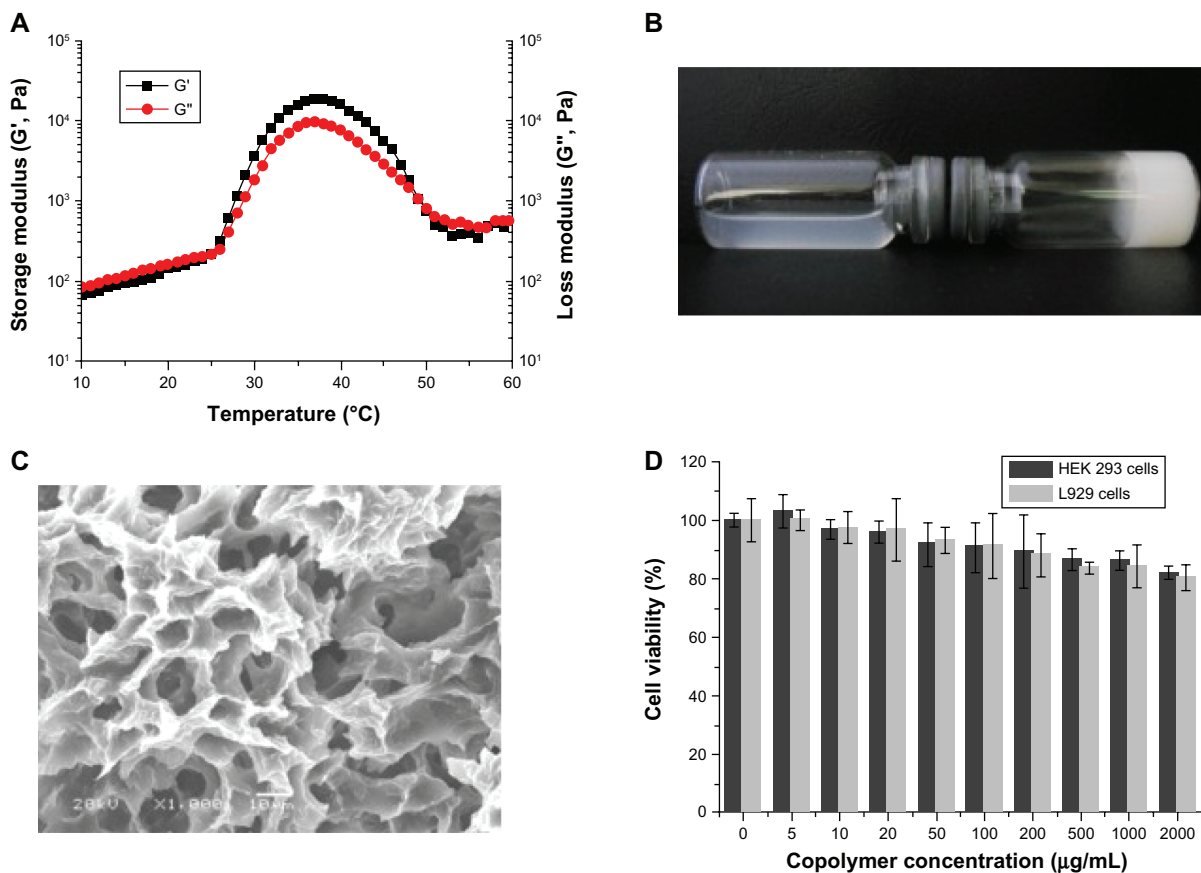 A
Storage modulus (G', Pa)
10⁵
10⁴
10³
10²
10¹
G'
G"
10⁵
10⁴
10³
10²
10¹
Loss modulus (G", Pa)
10 20 30 40 50 60
Temperature (°C)
B
C
20kV X1,000 10μm
D
Cell viability (%)
120
100
80
60
40
20
0
HEK 293 cells
L929 cells
0 5 10 20 50 100 200 500 1000 2000
Copolymer concentration (μg/mL)